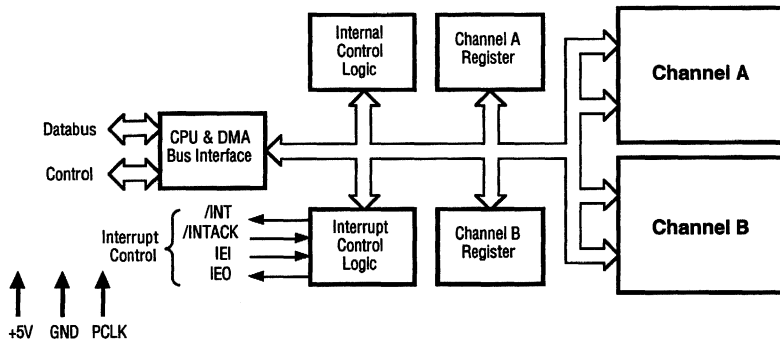 Internal
Control
Logic
Channel A
Register
Channel A
Databus
CPU & DMA
Bus Interface
Control
Channel B
/INT
/INTACK
IEI
IEO
Interrupt
Control
Interrupt
Control
Logic
Channel B
Register
+5V
GND
PCLK